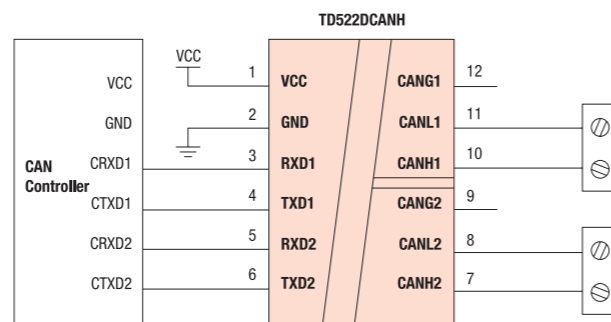 TD522DCANH
CAN
Controller
VCC
GND
CRXD1
CTXD1
CRXD2
CTXD2
VCC
1
2
3
4
5
6
VCC
GND
RXD1
TXD1
RXD2
TXD2
CANG1
CANL1
CANH1
CANG2
CANL2
CANH2
12
11
10
9
8
7